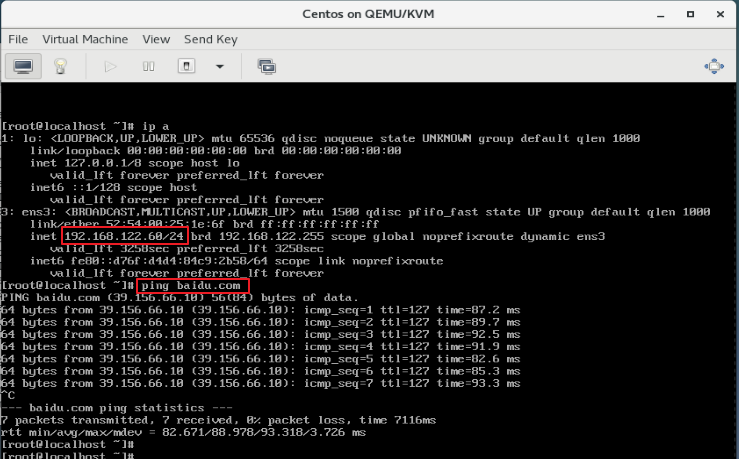 Centos on QEMU/KVM
File Virtual Machine View Send Key
[root@localhost ~]# ip a
1: lo: <LOOPBACK,UP,LOWER_UP> mtu 65536 qdisc noqueue state UNKNOWN group default qlen 1000
link/loopback 00:00:00:00:00:00 brd 00:00:00:00:00:00
inet 127.0.0.1/8 scope host lo
valid_lft forever preferred_lft forever
inet6 ::1/128 scope host
valid_lft forever preferred_lft forever
3: ens3: <BROADCAST,MULTICAST,UP,LOWER_UP> mtu 1500 qdisc pfifo_fast state UP group default qlen 1000
link/ether 52:54:00:25:1e:6f brd ff:ff:ff:ff:ff:ff
inet 192.168.122.60/24 brd 192.168.122.255 scope global noprefixroute dynamic ens3
valid_lft 3258sec preferred_lft 3258sec
inet6 fe80::d76f:d4d4:84c9:2b58/64 scope link noprefixroute
valid_lft forever preferred_lft forever
[root@localhost ~]# ping baidu.com
PING baidu.com (39.156.66.10) 56(84) bytes of data.
64 bytes from 39.156.66.10 (39.156.66.10): icmp_seq=1 ttl=127 time=87.2 ms
64 bytes from 39.156.66.10 (39.156.66.10): icmp_seq=2 ttl=127 time=89.7 ms
64 bytes from 39.156.66.10 (39.156.66.10): icmp_seq=3 ttl=127 time=92.5 ms
64 bytes from 39.156.66.10 (39.156.66.10): icmp_seq=4 ttl=127 time=91.9 ms
64 bytes from 39.156.66.10 (39.156.66.10): icmp_seq=5 ttl=127 time=82.6 ms
64 bytes from 39.156.66.10 (39.156.66.10): icmp_seq=6 ttl=127 time=85.3 ms
64 bytes from 39.156.66.10 (39.156.66.10): icmp_seq=7 ttl=127 time=93.3 ms
^C
--- baidu.com ping statistics ---
7 packets transmitted, 7 received, 0% packet loss, time 7116ms
rtt min/avg/max/mdev = 82.671/88.978/93.318/3.726 ms
[root@localhost ~]#
[root@localhost ~]#